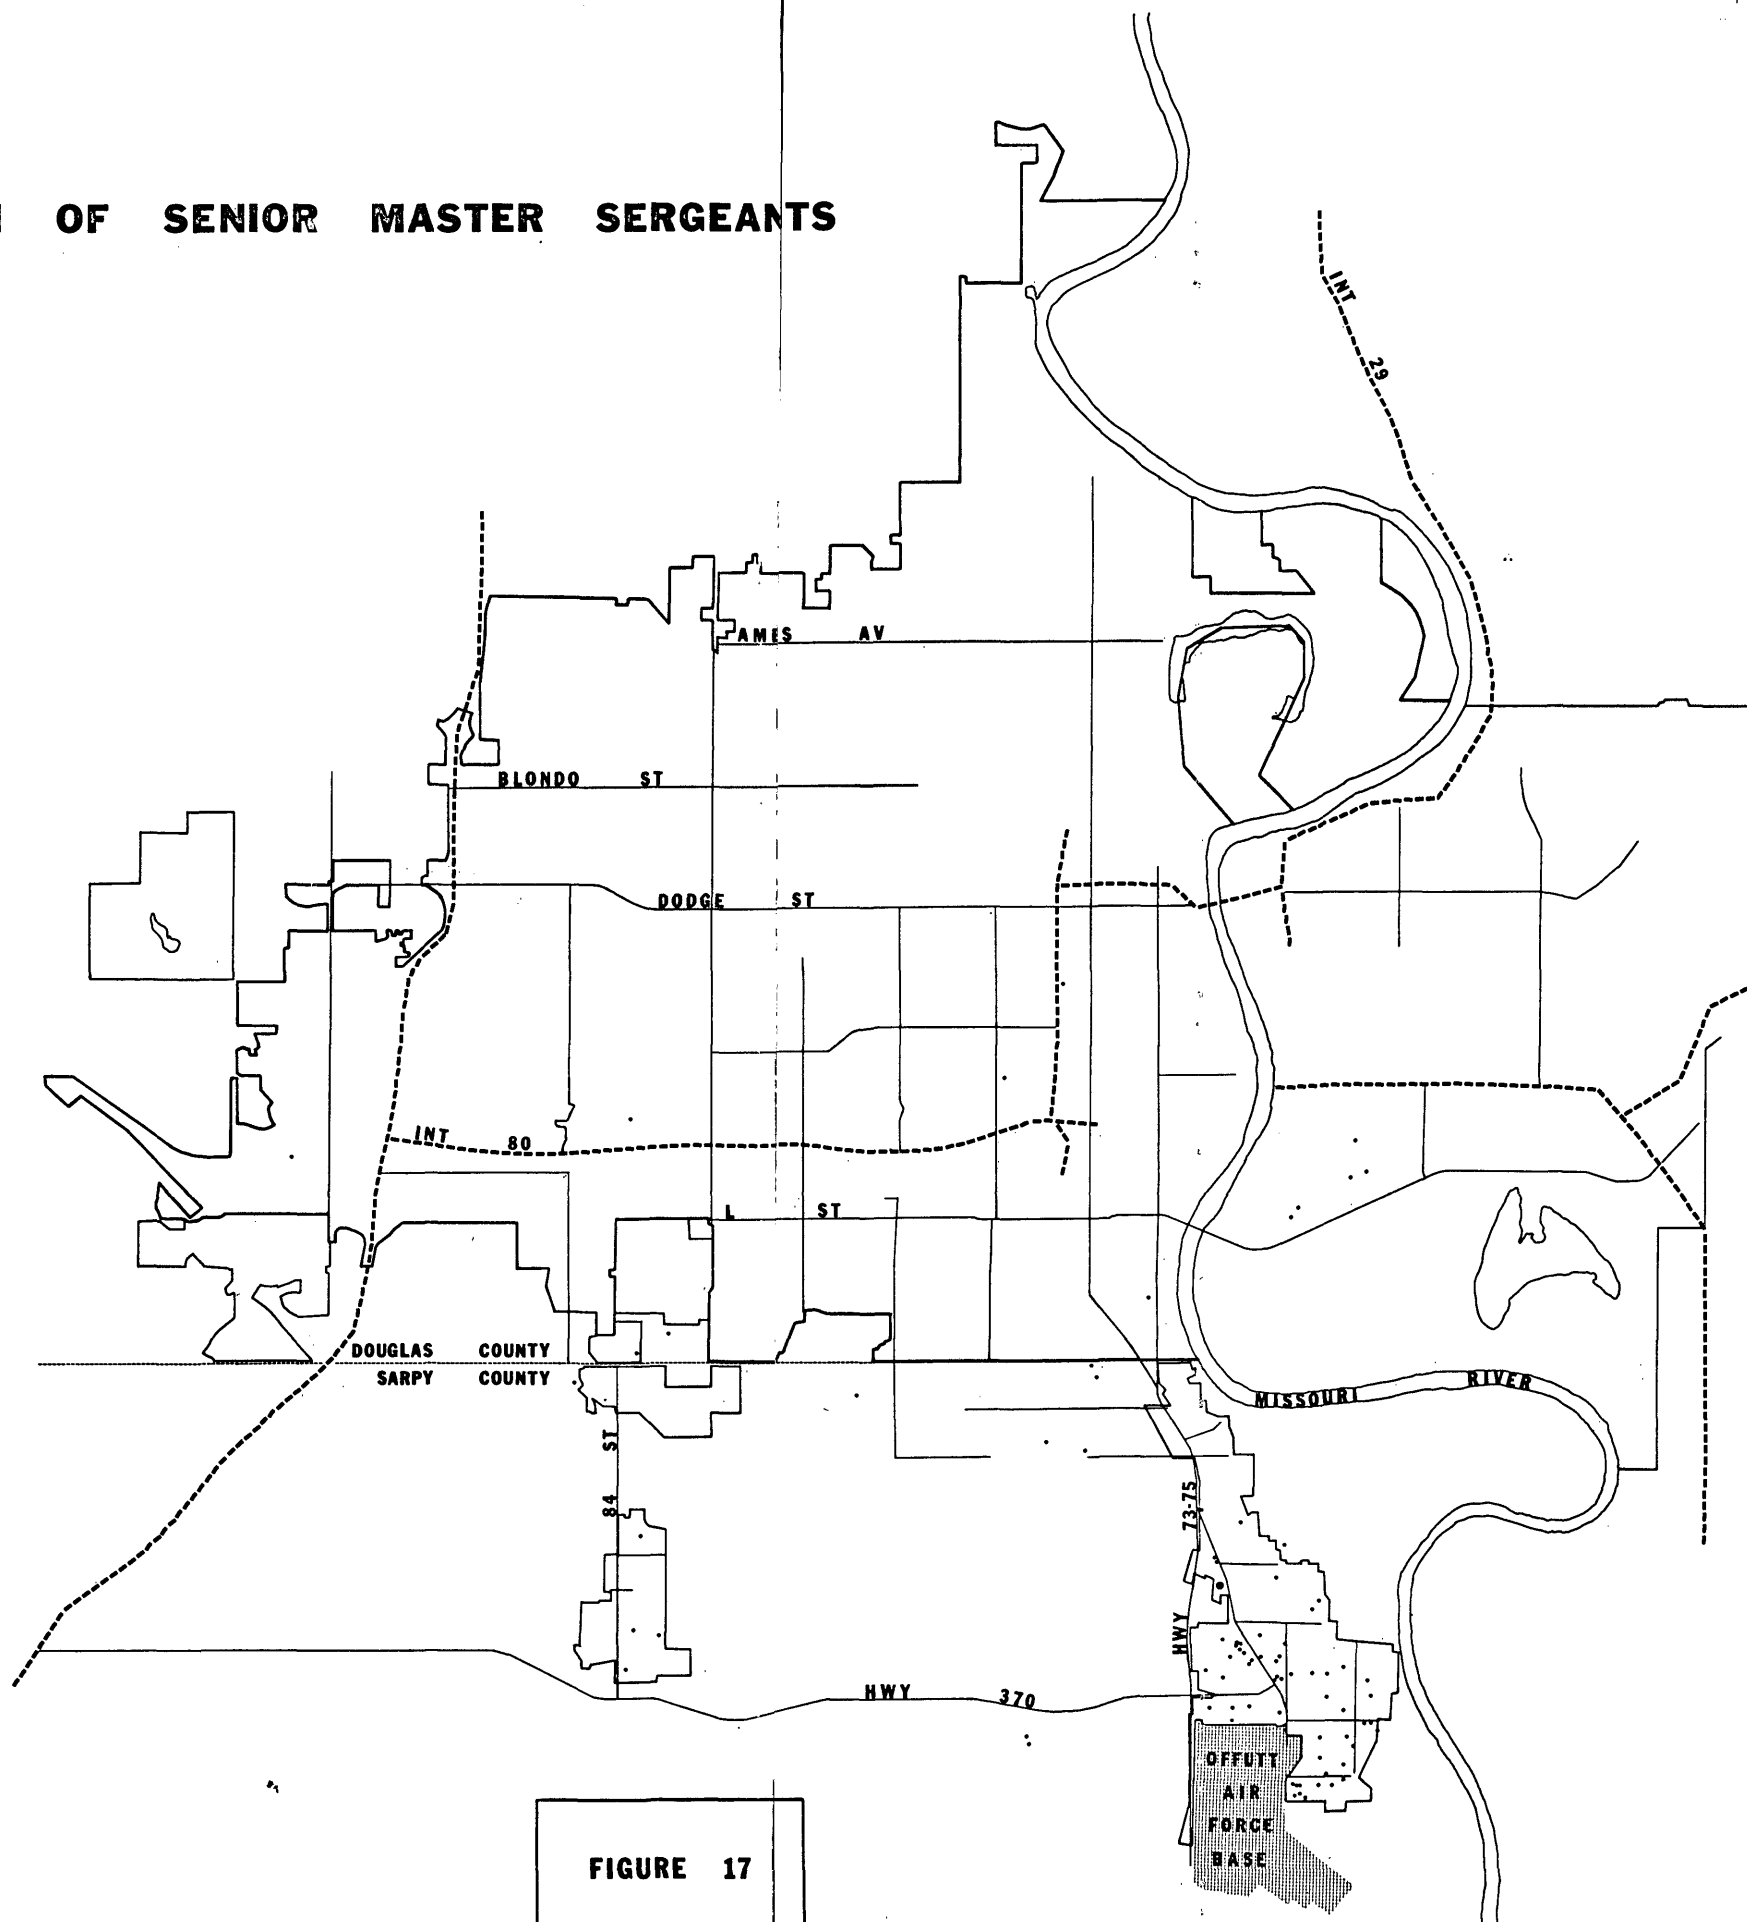 OF SENIOR MASTER SERGEANTS
INT
29
AMES AV
BLONDO ST
DODGE ST
INT 80
L ST
DOUGLAS COUNTY
SARPY COUNTY
MISSOURI RIVER
84 ST
HWY 73-75
HWY 370
OFFUTT
AIR
FORCE
BASE
FIGURE 17